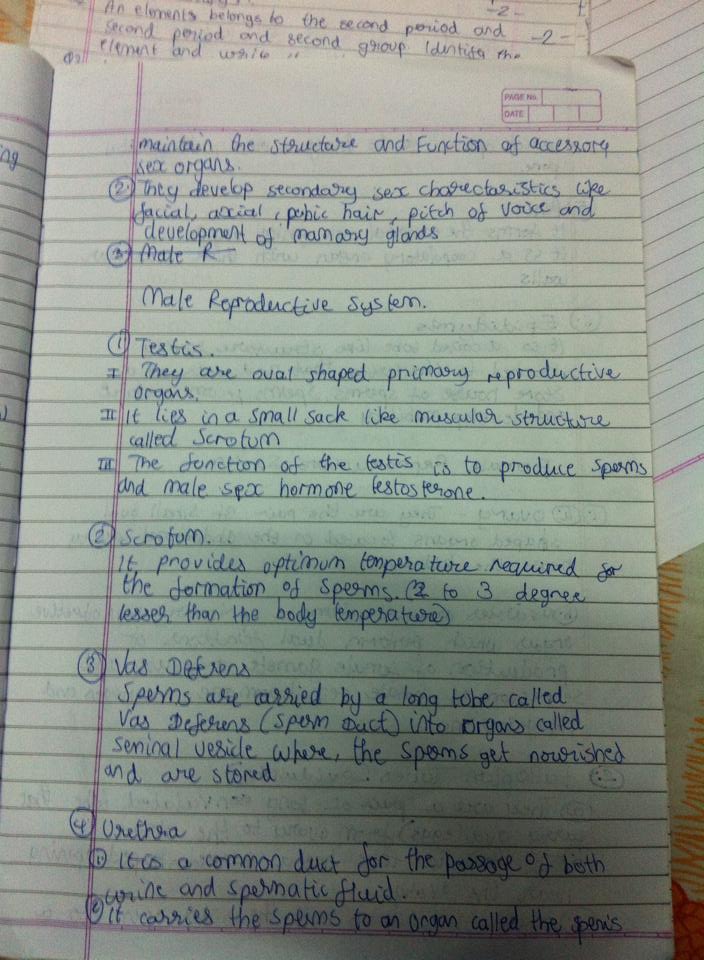 An elements belongs to the second period and
second period and second group Identify the
element and write
-2-
-2-
PAGE No.
DATE
maintain the structure and Function of accessory
sex organs.
② They develop secondary sex charectaristics like
facial, axial, pubic hair, pitch of voice and
development of mamary glands
③ Male R
Male Reproductive System.
① Testis.
I They are oval shaped primary reproductive
organs.
II It lies in a small sack like muscular structure
called Scrotum
III The function of the testis is to produce sperms
and male sex hormone testosterone.
② Scrotum.
It provides optimum temperature required for
the formation of sperms. (2 to 3 degree
lesser than the body temperature)
③ Vas Deferens
Sperms are carried by a long tube called
Vas Deferens (Sperm Duct) into organs called
seminal vesicle where, the sperms get nourished
and are stored
④ Urethra
① It is a common duct for the passage of both
urine and spermatic fluid.
② It carries the sperms to an organ called the penis